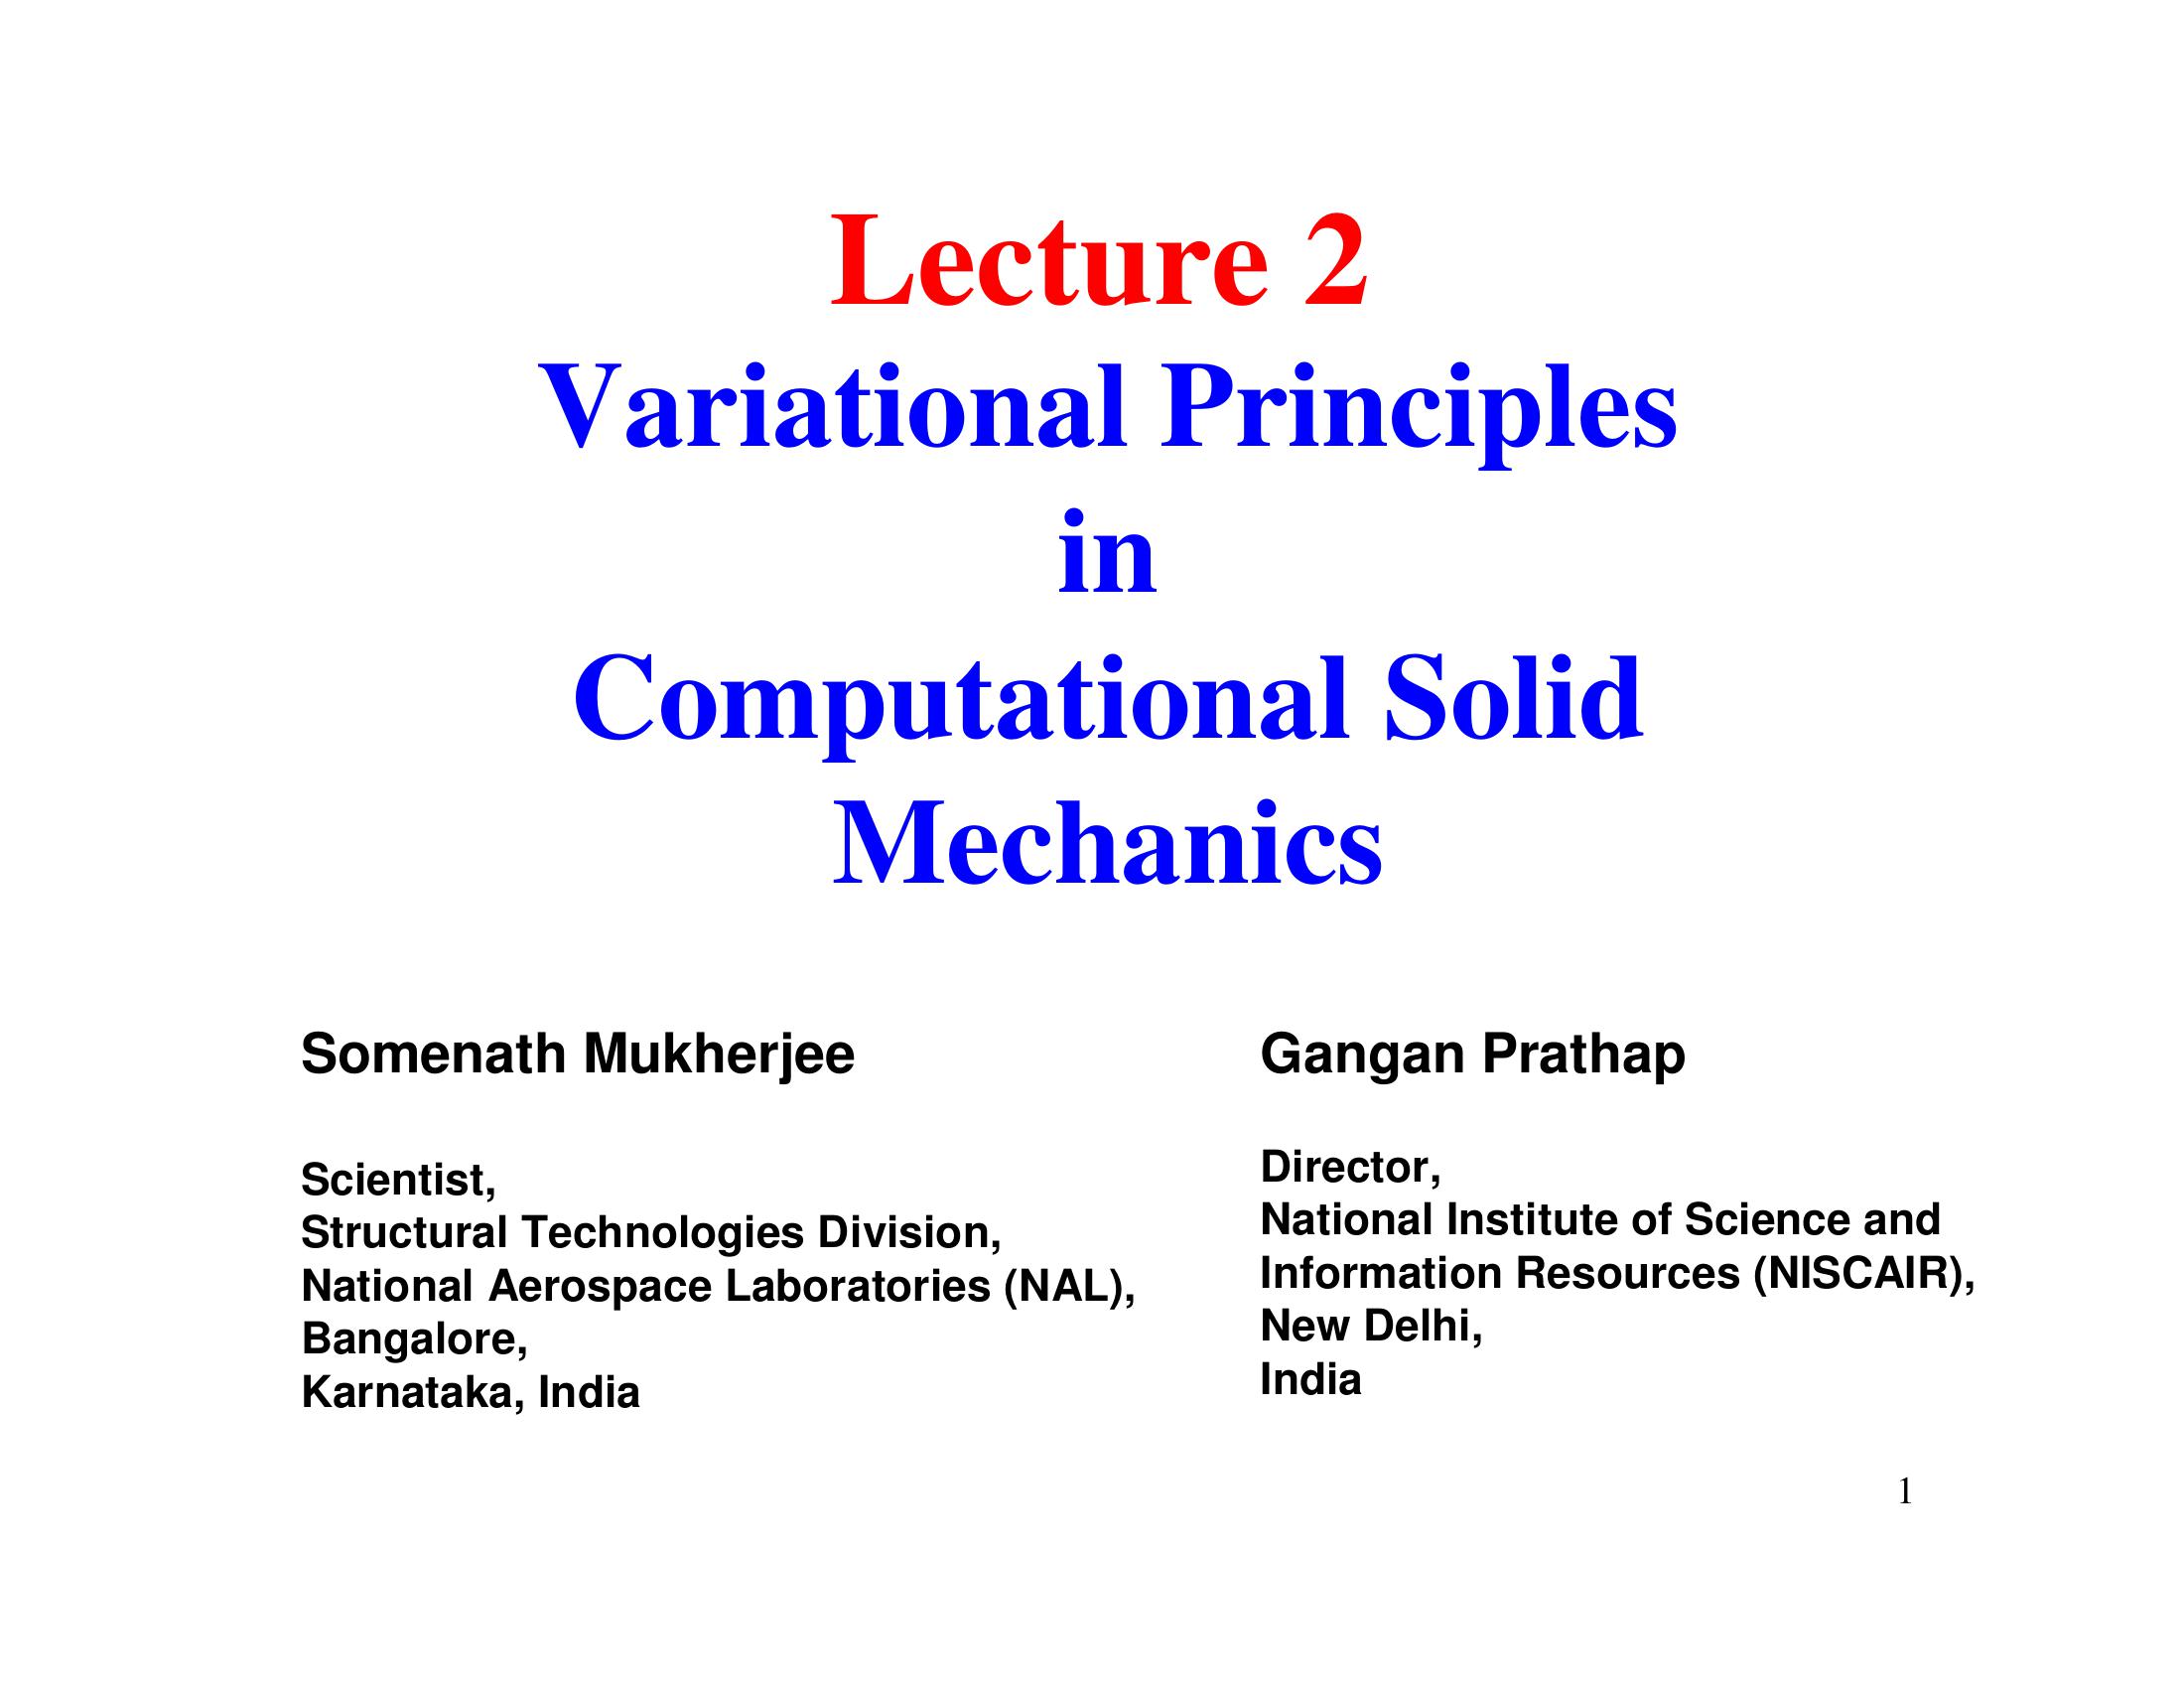 Lecture 2
Variational Principles
in
Computational Solid
Mechanics
Somenath Mukherjee
Scientist,
Structural Technologies Division,
National Aerospace Laboratories (NAL),
Bangalore,
Karnataka, India
Gangan Prathap
Director,
National Institute of Science and
Information Resources (NISCAIR),
New Delhi,
India
1